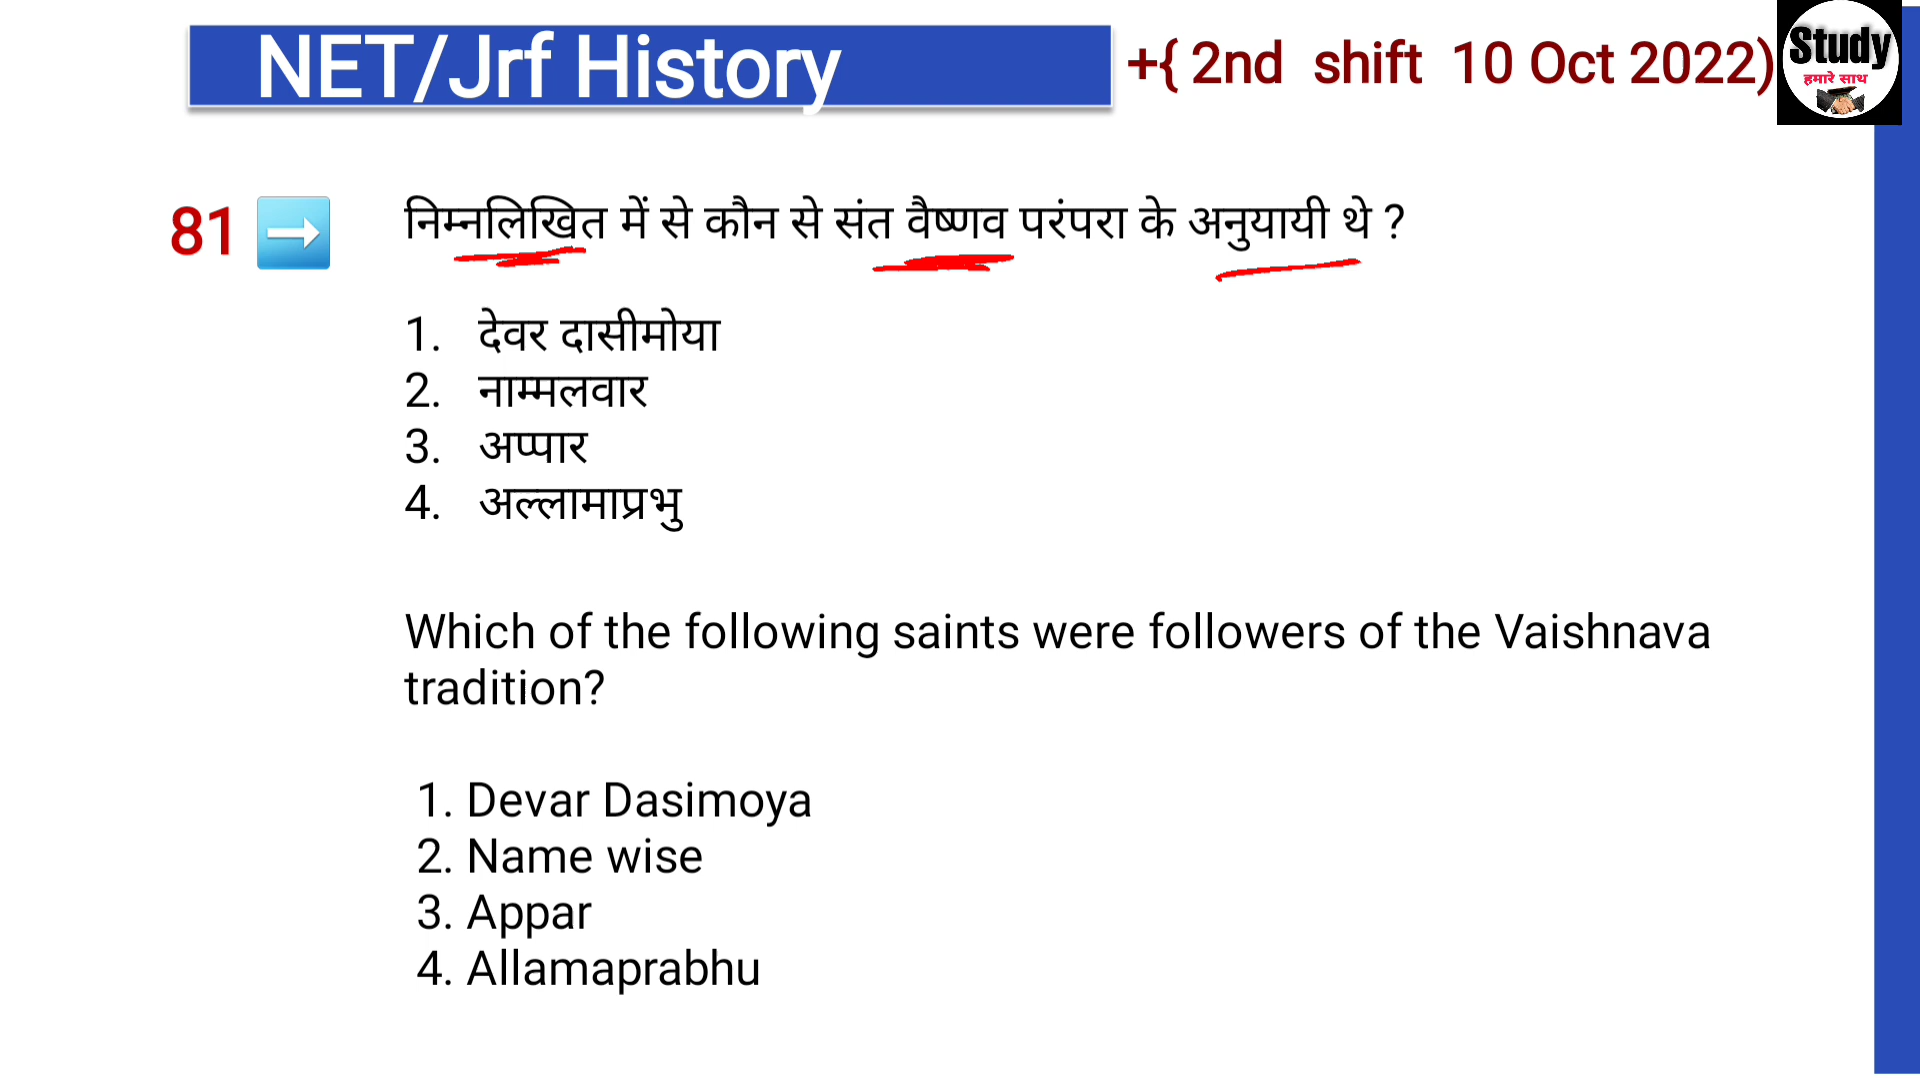 NET/Jrf History
+{ 2nd shift 10 Oct 2022)
Study
हमारे साथ
81
निम्नलिखित में से कौन से संत वैष्णव परंपरा के अनुयायी थे ?
1. देवर दासीमोया
2. नाम्मलवार
3. अप्पार
4. अल्लामाप्रभु
Which of the following saints were followers of the Vaishnava
tradition?
1. Devar Dasimoya
2. Name wise
3. Appar
4. Allamaprabhu